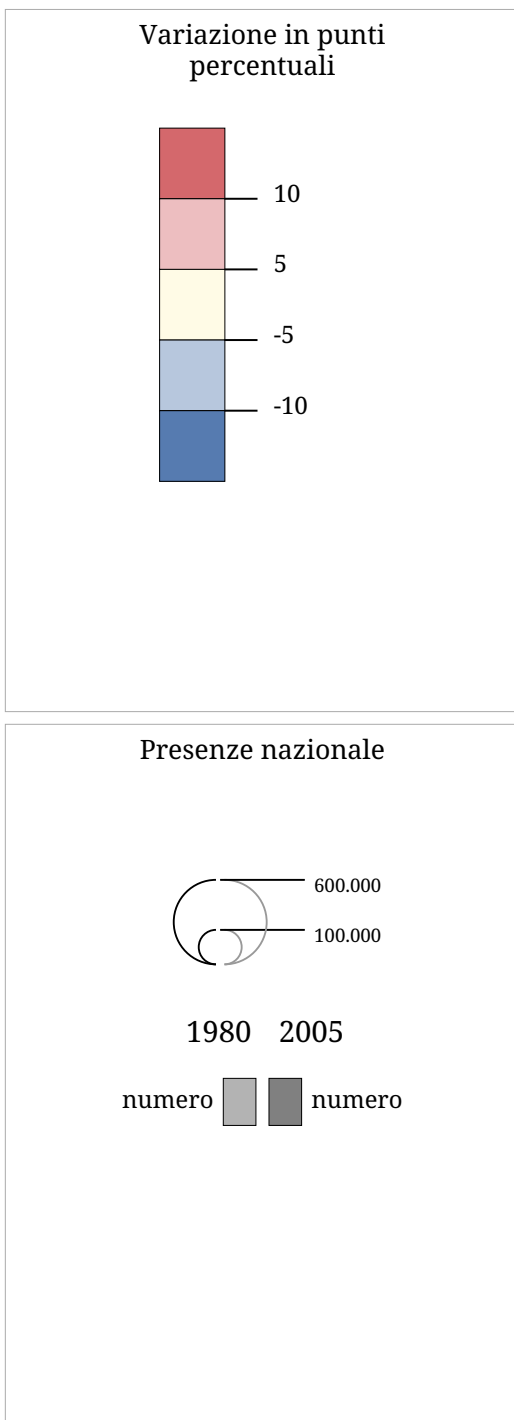 Variazione in punti
percentuali
10
5
-5
-10
Presenze nazionale
600.000
100.000
1980 2005
numero numero